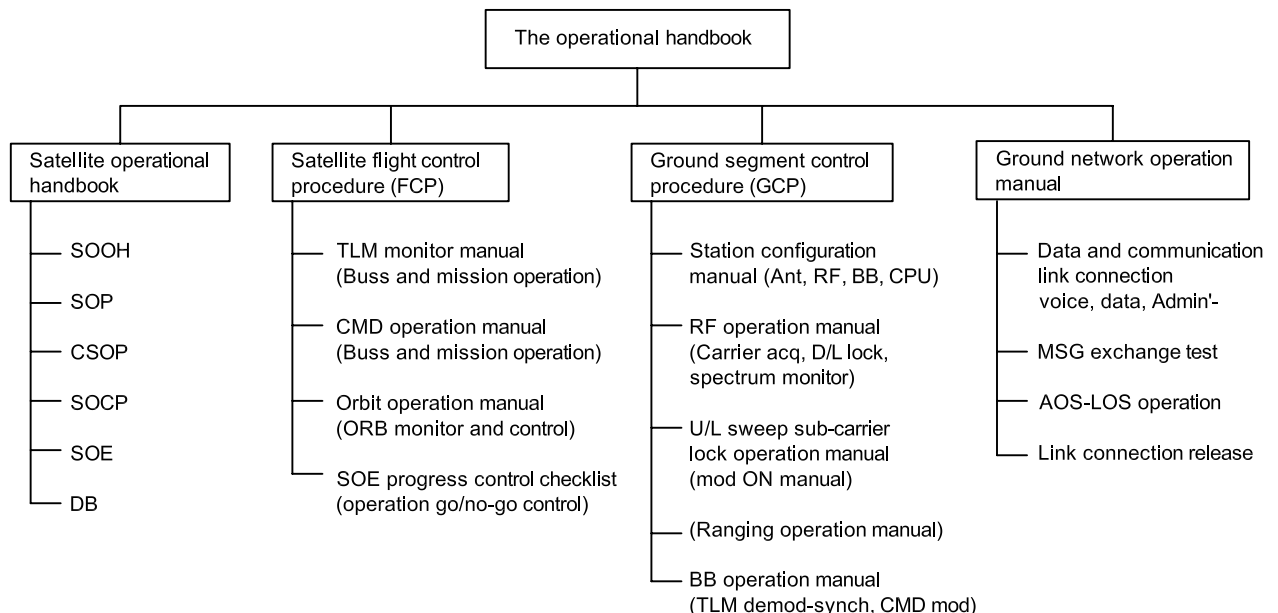 The operational handbook
Satellite operational
handbook
SOOH
SOP
CSOP
SOCP
SOE
DB
Satellite flight control
procedure (FCP)
TLM monitor manual
(Buss and mission operation)
CMD operation manual
(Buss and mission operation)
Orbit operation manual
(ORB monitor and control)
SOE progress control checklist
(operation go/no-go control)
Ground segment control
procedure (GCP)
Station configuration
manual (Ant, RF, BB, CPU)
RF operation manual
(Carrier acq, D/L lock,
spectrum monitor)
U/L sweep sub-carrier
lock operation manual
(mod ON manual)
(Ranging operation manual)
BB operation manual
(TLM demod-synch, CMD mod)
Ground network operation
manual
Data and communication
link connection
voice, data, Admin'-
MSG exchange test
AOS-LOS operation
Link connection release